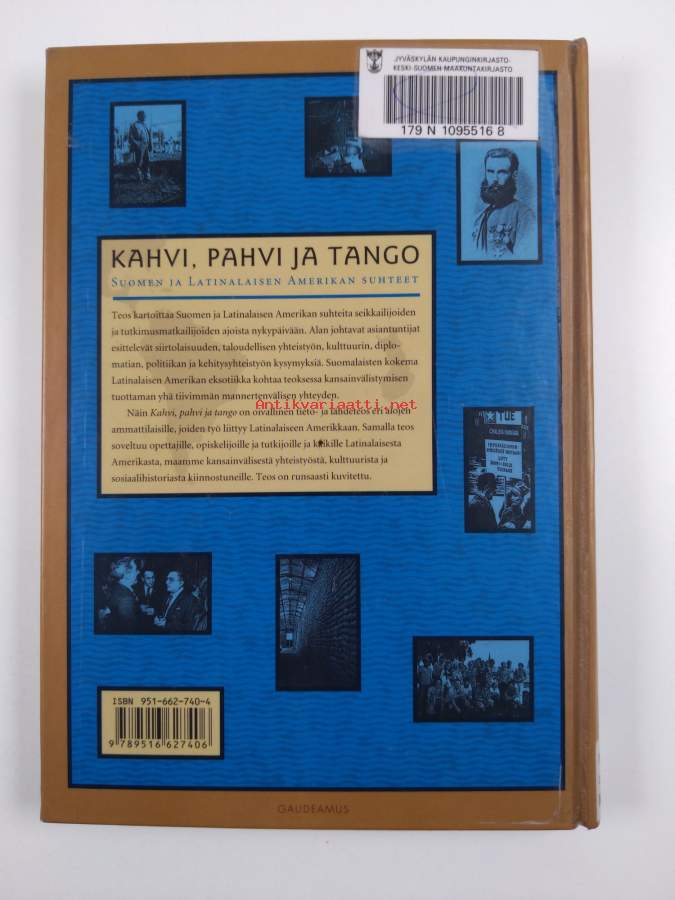 JYVÄSKYLÄN KAUPUNGINKIRJASTO-
KESKI-SUOMEN MAAKUNTAKIRJASTO
179 N 1095516 8
KAHVI, PAHVI JA TANGO
SUOMEN JA LATINALAISEN AMERIKAN SUHTEET
Teos kartoittaa Suomen ja Latinalaisen Amerikan suhteita seikkailijoiden
ja tutkimusmatkailijoiden ajoista nykypäivään. Alan johtavat asiantuntijat
esittelevät siirtolaisuuden, taloudellisen yhteistyön, kulttuurin, diplo-
matian, politiikan ja kehitysyhteistyön kysymyksiä. Suomalaisten kokema
Latinalaisen Amerikan eksotiikka kohtaa teoksessa kansainvälistymisen
tuottaman yhä tiivimmän mannertenvälisen yhteyden.
Antikvariaatti.net
Näin Kahvi, pahvi ja tango on oivallinen tieto- ja lähdeteos eri alojen
ammattilaisille, joiden työ liittyy Latinalaiseen Amerikkaan. Samalla teos
soveltuu opettajille, opiskelijoille ja tutkijoille ja kaikille Latinalaisesta
Amerikasta, maamme kansainvälisestä yhteistyöstä, kulttuurista ja
sosiaalihistoriasta kiinnostuneille. Teos on runsaasti kuvitettu.
TUE
ISBN 951-662-740-4
9 789516 627406
GAUDEAMUS